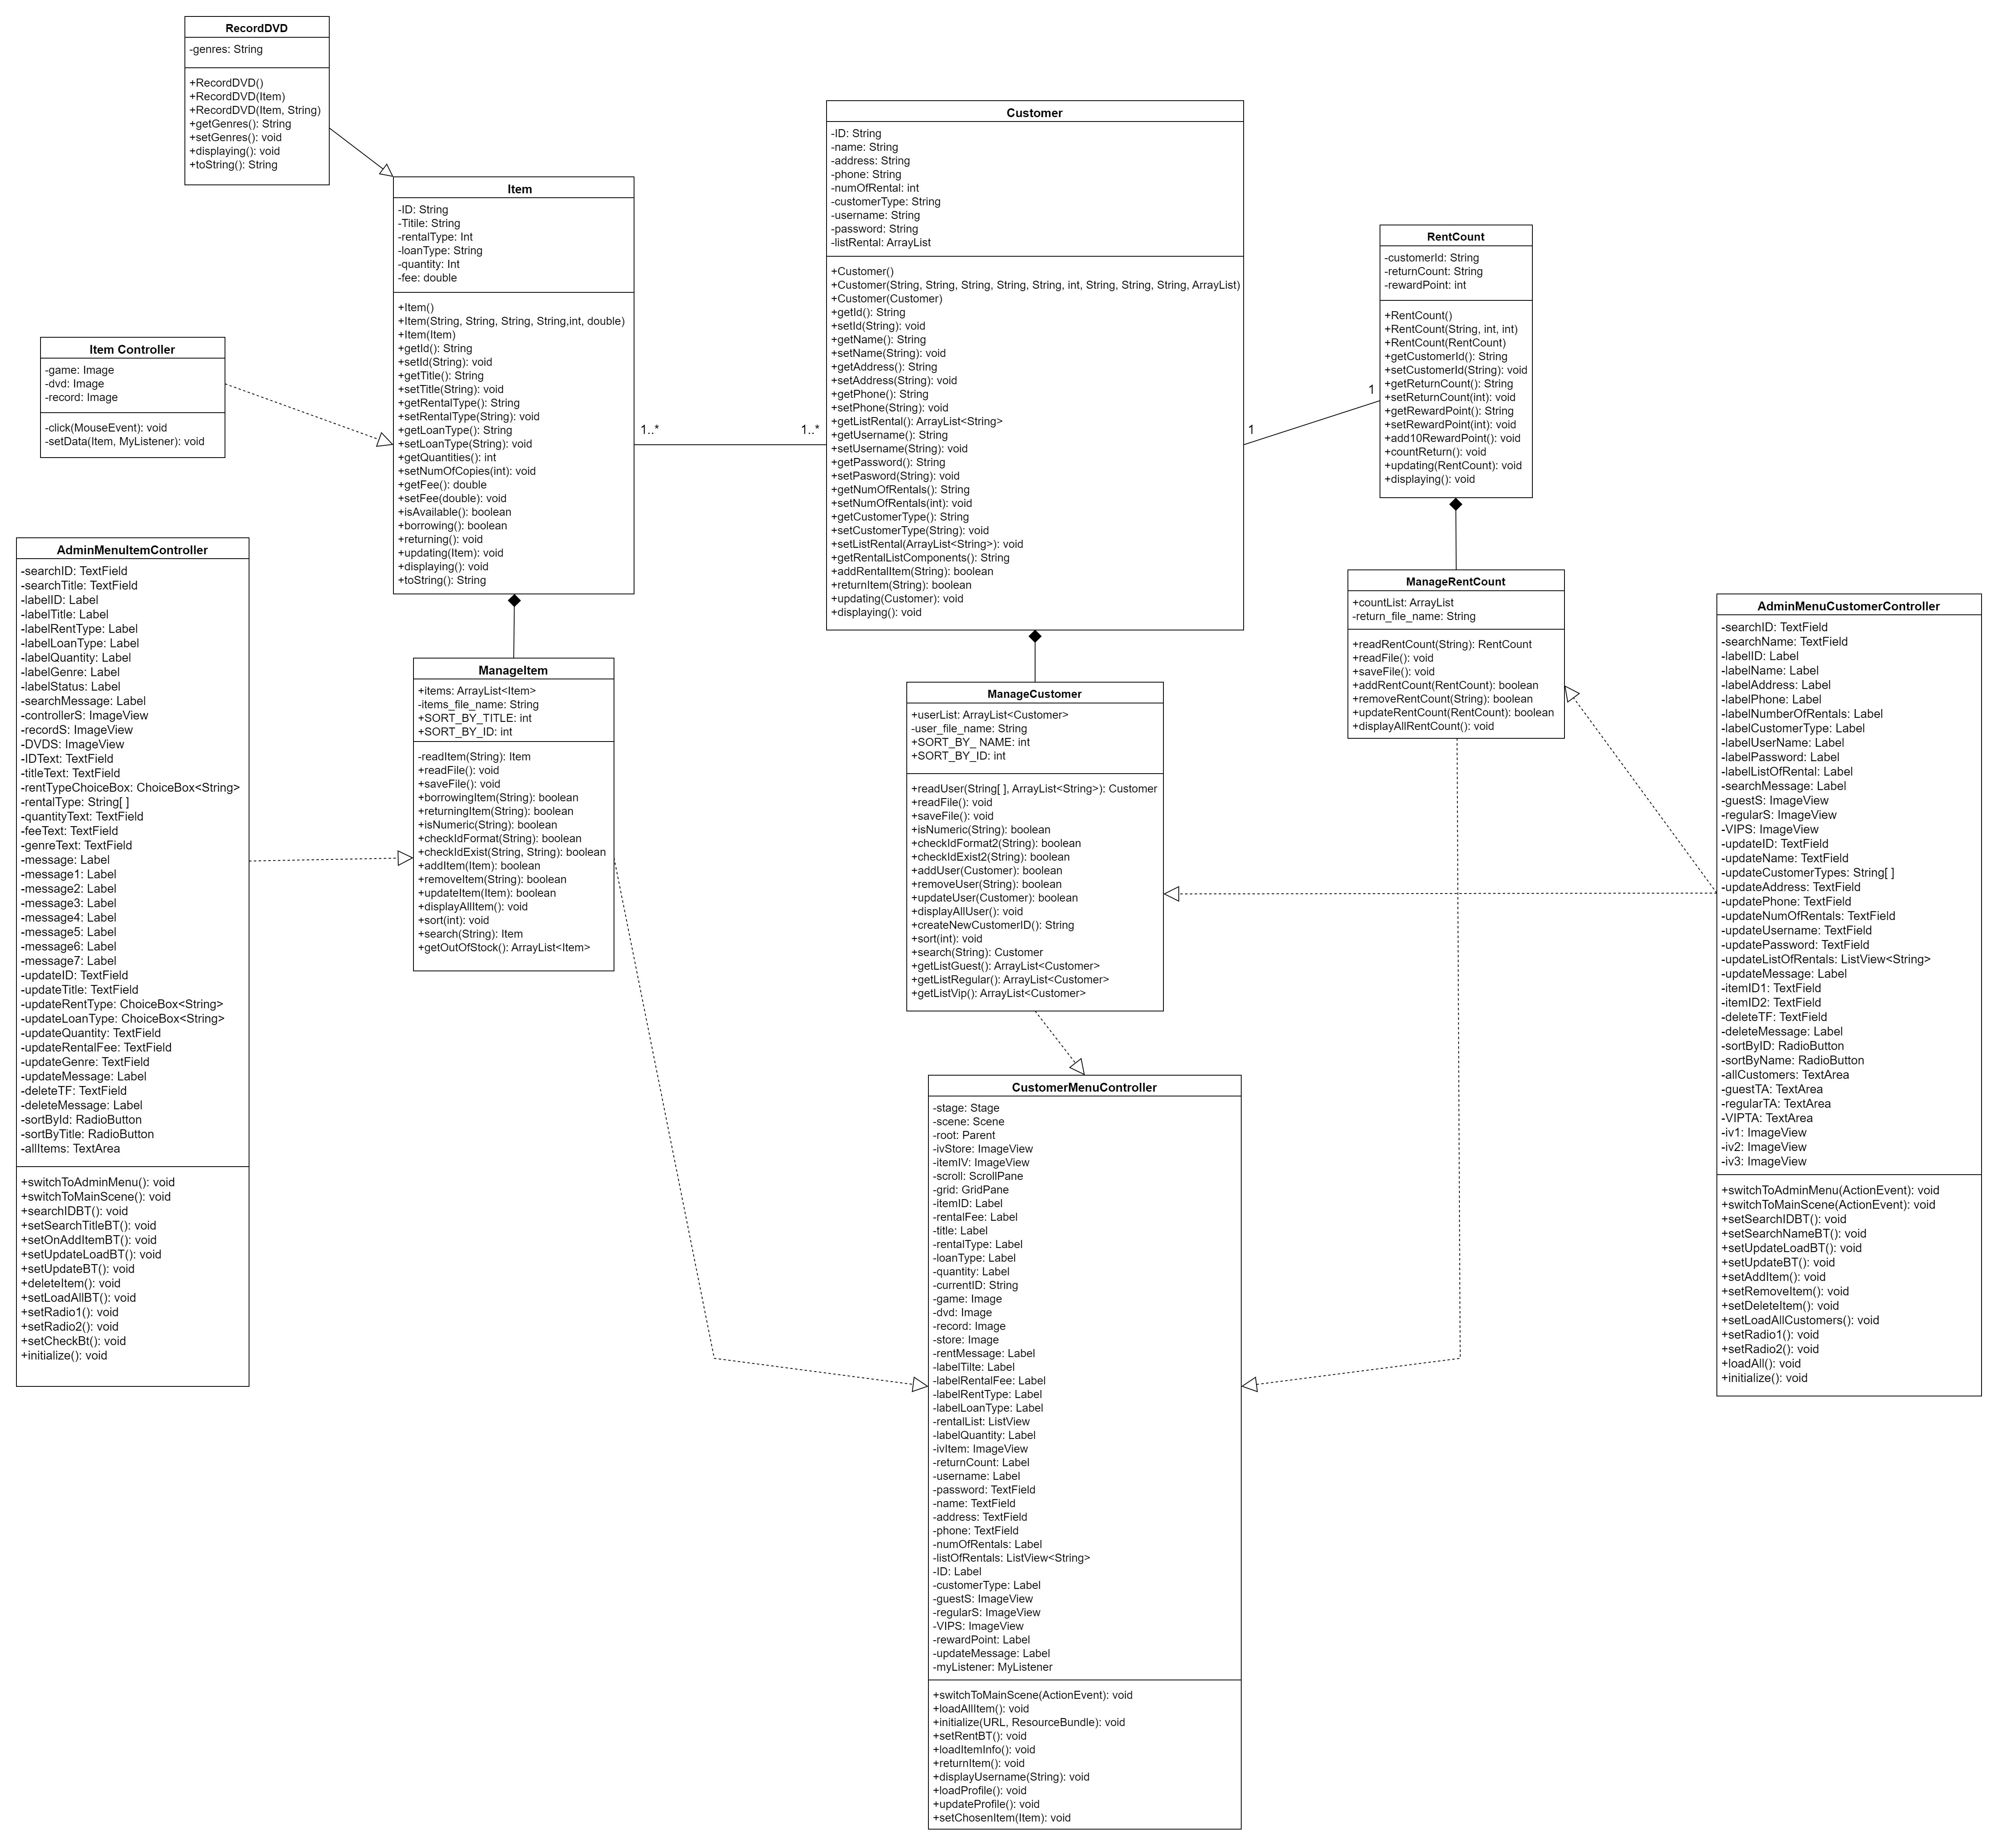 RecordDVD
-genres: String
+RecordDVD()
+RecordDVD(Item)
+RecordDVD(Item, String)
+getGenres(): String
+setGenres(): void
+displaying(): void
+toString(): String
Item
-ID: String
-Titile: String
-rentalType: Int
-loanType: String
-quantity: Int
-fee: double
+Item()
+Item(String, String, String, String,int, double)
+Item(Item)
+getId(): String
+setId(String): void
+getTitle(): String
+setTitle(String): void
+getRentalType(): String
+setRentalType(String): void
+getLoanType(): String
+setLoanType(String): void
+getQuantities(): int
+setNumOfCopies(int): void
+getFee(): double
+setFee(double): void
+isAvailable(): boolean
+borrowing(): boolean
+returning(): void
+updating(Item): void
+displaying(): void
+toString(): String
1..*
1..*
Customer
-ID: String
-name: String
-address: String
-phone: String
-numOfRental: int
-customerType: String
-username: String
-password: String
-listRental: ArrayList
+Customer()
+Customer(String, String, String, String, String, int, String, String, String, ArrayList)
+Customer(Customer)
+getId(): String
+setId(String): void
+getName(): String
+setName(String): void
+getAddress(): String
+setAddress(String): void
+getPhone(): String
+setPhone(String): void
+getListRental(): ArrayList<String>
+getUsername(): String
+setUsername(String): void
+getPassword(): String
+setPasword(String): void
+getNumOfRentals(): String
+setNumOfRentals(int): void
+getCustomerType(): String
+setCustomerType(String): void
+setListRental(ArrayList<String>): void
+getRentalListComponents(): String
+addRentalItem(String): boolean
+returnItem(String): boolean
+updating(Customer): void
+displaying(): void
1
1
RentCount
-customerId: String
-returnCount: String
-rewardPoint: int
+RentCount()
+RentCount(String, int, int)
+RentCount(RentCount)
+getCustomerId(): String
+setCustomerId(String): void
+getReturnCount(): String
+setReturnCount(int): void
+getRewardPoint(): String
+setRewardPoint(int): void
+add10RewardPoint(): void
+countReturn(): void
+updating(RentCount): void
+displaying(): void
Item Controller
-game: Image
-dvd: Image
-record: Image
-click(MouseEvent): void
-setData(Item, MyListener): void
AdminMenuItemController
-searchID: TextField
-searchTitle: TextField
-labelID: Label
-labelTitle: Label
-labelRentType: Label
-labelLoanType: Label
-labelQuantity: Label
-labelGenre: Label
-labelStatus: Label
-searchMessage: Label
-controllerS: ImageView
-recordS: ImageView
-DVDS: ImageView
-IDText: TextField
-titleText: TextField
-rentTypeChoiceBox: ChoiceBox<String>
-rentalType: String[ ]
-quantityText: TextField
-feeText: TextField
-genreText: TextField
-message: Label
-message1: Label
-message2: Label
-message3: Label
-message4: Label
-message5: Label
-message6: Label
-message7: Label
-updateID: TextField
-updateTitle: TextField
-updateRentType: ChoiceBox<String>
-updateLoanType: ChoiceBox<String>
-updateQuantity: TextField
-updateRentalFee: TextField
-updateGenre: TextField
-updateMessage: Label
-deleteTF: TextField
-deleteMessage: Label
-sortById: RadioButton
-sortByTitle: RadioButton
-allItems: TextArea
+switchToAdminMenu(): void
+switchToMainScene(): void
+searchIDBT(): void
+setSearchTitleBT(): void
+setOnAddItemBT(): void
+setUpdateLoadBT(): void
+setUpdateBT(): void
+deleteItem(): void
+setLoadAllBT(): void
+setRadio1(): void
+setRadio2(): void
+setCheckBt(): void
+initialize(): void
ManageItem
+items: ArrayList<Item>
-items_file_name: String
+SORT_BY_TITLE: int
+SORT_BY_ID: int
-readItem(String): Item
+readFile(): void
+saveFile(): void
+borrowingItem(String): boolean
+returningItem(String): boolean
+isNumeric(String): boolean
+checkIdFormat(String): boolean
+checkIdExist(String, String): boolean
+addItem(Item): boolean
+removeItem(String): boolean
+updateItem(Item): boolean
+displayAllItem(): void
+sort(int): void
+search(String): Item
+getOutOfStock(): ArrayList<Item>
ManageCustomer
+userList: ArrayList<Customer>
-user_file_name: String
+SORT_BY_ NAME: int
+SORT_BY_ID: int
+readUser(String[ ], ArrayList<String>): Customer
+readFile(): void
+saveFile(): void
+isNumeric(String): boolean
+checkIdFormat2(String): boolean
+checkIdExist2(String): boolean
+addUser(Customer): boolean
+removeUser(String): boolean
+updateUser(Customer): boolean
+displayAllUser(): void
+createNewCustomerID(): String
+sort(int): void
+search(String): Customer
+getListGuest(): ArrayList<Customer>
+getListRegular(): ArrayList<Customer>
+getListVip(): ArrayList<Customer>
ManageRentCount
+countList: ArrayList
-return_file_name: String
+readRentCount(String): RentCount
+readFile(): void
+saveFile(): void
+addRentCount(RentCount): boolean
+removeRentCount(String): boolean
+updateRentCount(RentCount): boolean
+displayAllRentCount(): void
AdminMenuCustomerController
-searchID: TextField
-searchName: TextField
-labelID: Label
-labelName: Label
-labelAddress: Label
-labelPhone: Label
-labelNumberOfRentals: Label
-labelCustomerType: Label
-labelUserName: Label
-labelPassword: Label
-labelListOfRental: Label
-searchMessage: Label
-guestS: ImageView
-regularS: ImageView
-VIPS: ImageView
-updateID: TextField
-updateName: TextField
-updateCustomerTypes: String[ ]
-updateAddress: TextField
-updatePhone: TextField
-updateNumOfRentals: TextField
-updateUsername: TextField
-updatePassword: TextField
-updateListOfRentals: ListView<String>
-updateMessage: Label
-itemID1: TextField
-itemID2: TextField
-deleteTF: TextField
-deleteMessage: Label
-sortByID: RadioButton
-sortByName: RadioButton
-allCustomers: TextArea
-guestTA: TextArea
-regularTA: TextArea
-VIPTA: TextArea
-iv1: ImageView
-iv2: ImageView
-iv3: ImageView
+switchToAdminMenu(ActionEvent): void
+switchToMainScene(ActionEvent): void
+setSearchIDBT(): void
+setSearchNameBT(): void
+setUpdateLoadBT(): void
+setUpdateBT(): void
+setAddItem(): void
+setRemoveItem(): void
+setDeleteItem(): void
+setLoadAllCustomers(): void
+setRadio1(): void
+setRadio2(): void
+loadAll(): void
+initialize(): void
CustomerMenuController
-stage: Stage
-scene: Scene
-root: Parent
-ivStore: ImageView
-itemIV: ImageView
-scroll: ScrollPane
-grid: GridPane
-itemID: Label
-rentalFee: Label
-title: Label
-rentalType: Label
-loanType: Label
-quantity: Label
-currentID: String
-game: Image
-dvd: Image
-record: Image
-store: Image
-rentMessage: Label
-labelTilte: Label
-labelRentalFee: Label
-labelRentType: Label
-labelLoanType: Label
-rentalList: ListView
-labelQuantity: Label
-ivItem: ImageView
-returnCount: Label
-username: Label
-password: TextField
-name: TextField
-address: TextField
-phone: TextField
-numOfRentals: Label
-listOfRentals: ListView<String>
-ID: Label
-customerType: Label
-guestS: ImageView
-regularS: ImageView
-VIPS: ImageView
-rewardPoint: Label
-updateMessage: Label
-myListener: MyListener
+switchToMainScene(ActionEvent): void
+loadAllItem(): void
+initialize(URL, ResourceBundle): void
+setRentBT(): void
+loadItemInfo(): void
+returnItem(): void
+displayUsername(String): void
+loadProfile(): void
+updateProfile(): void
+setChosenItem(Item): void